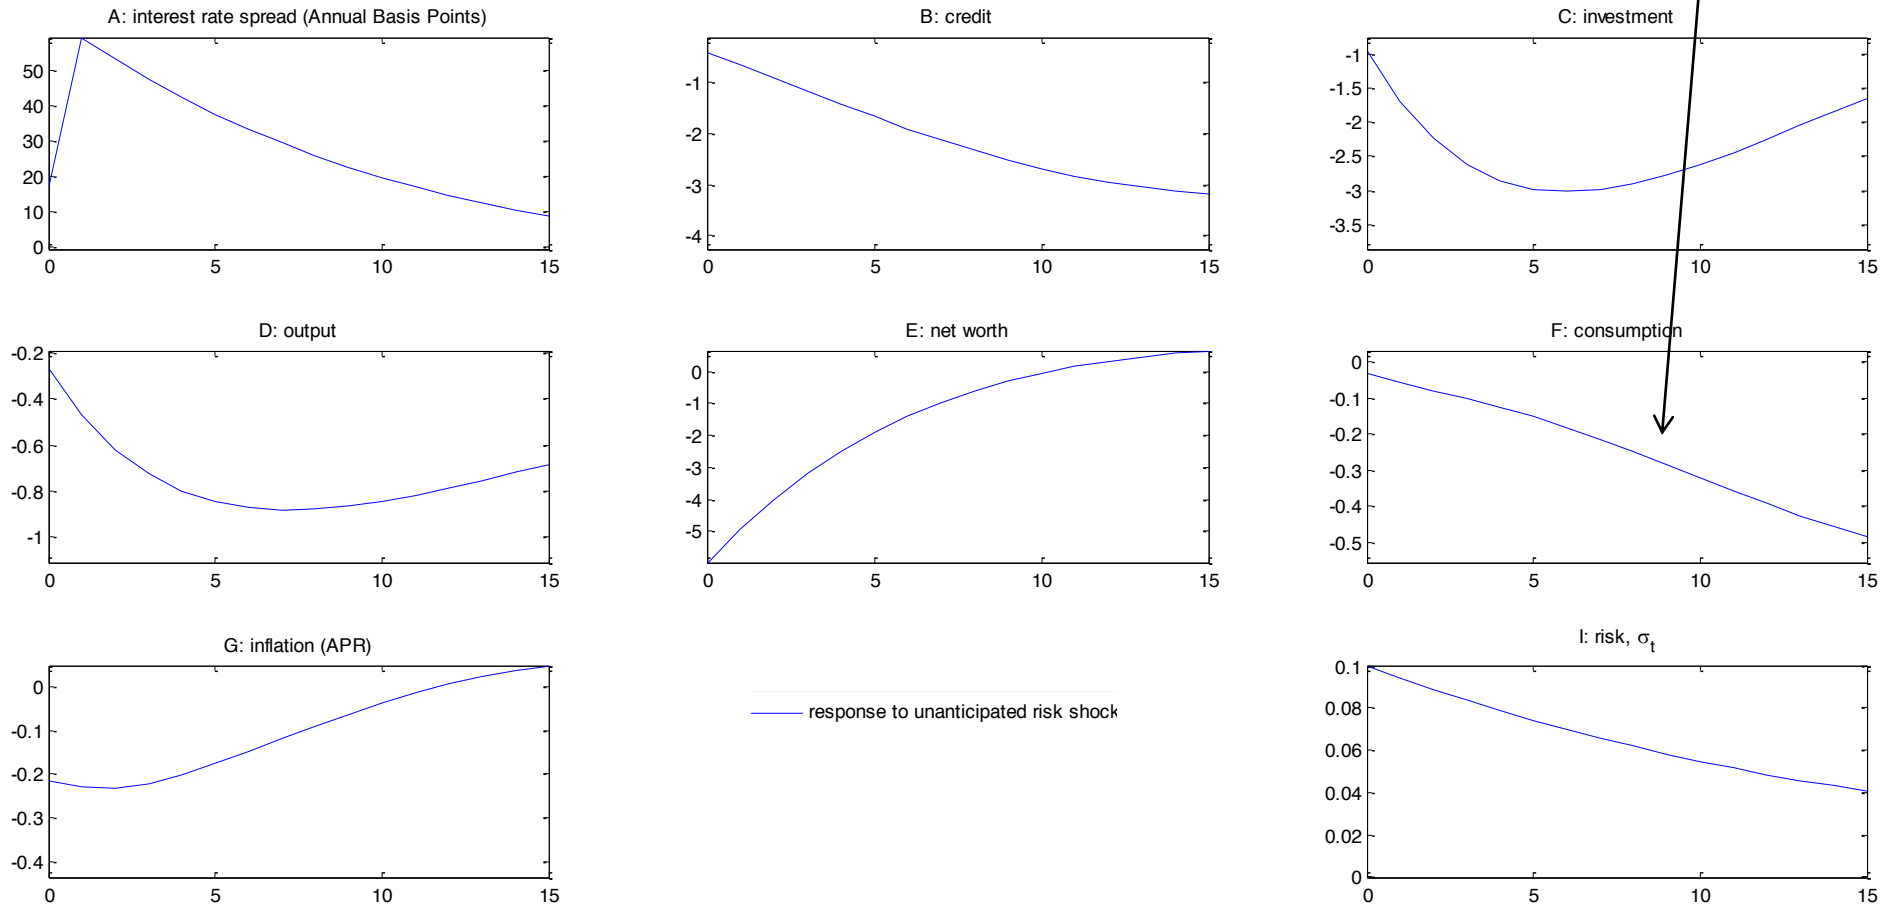 A: interest rate spread (Annual Basis Points)
50
40
30
20
10
0
0 5 10 15
B: credit
-1
-2
-3
-4
0 5 10 15
C: investment
-1
-1.5
-2
-2.5
-3
-3.5
0 5 10 15
D: output
-0.2
-0.4
-0.6
-0.8
-1
0 5 10 15
E: net worth
0
-1
-2
-3
-4
-5
0 5 10 15
F: consumption
0
-0.1
-0.2
-0.3
-0.4
-0.5
0 5 10 15
G: inflation (APR)
0
-0.1
-0.2
-0.3
-0.4
0 5 10 15
response to unanticipated risk shock
I: risk, σt
0.1
0.08
0.06
0.04
0.02
0
0 5 10 15